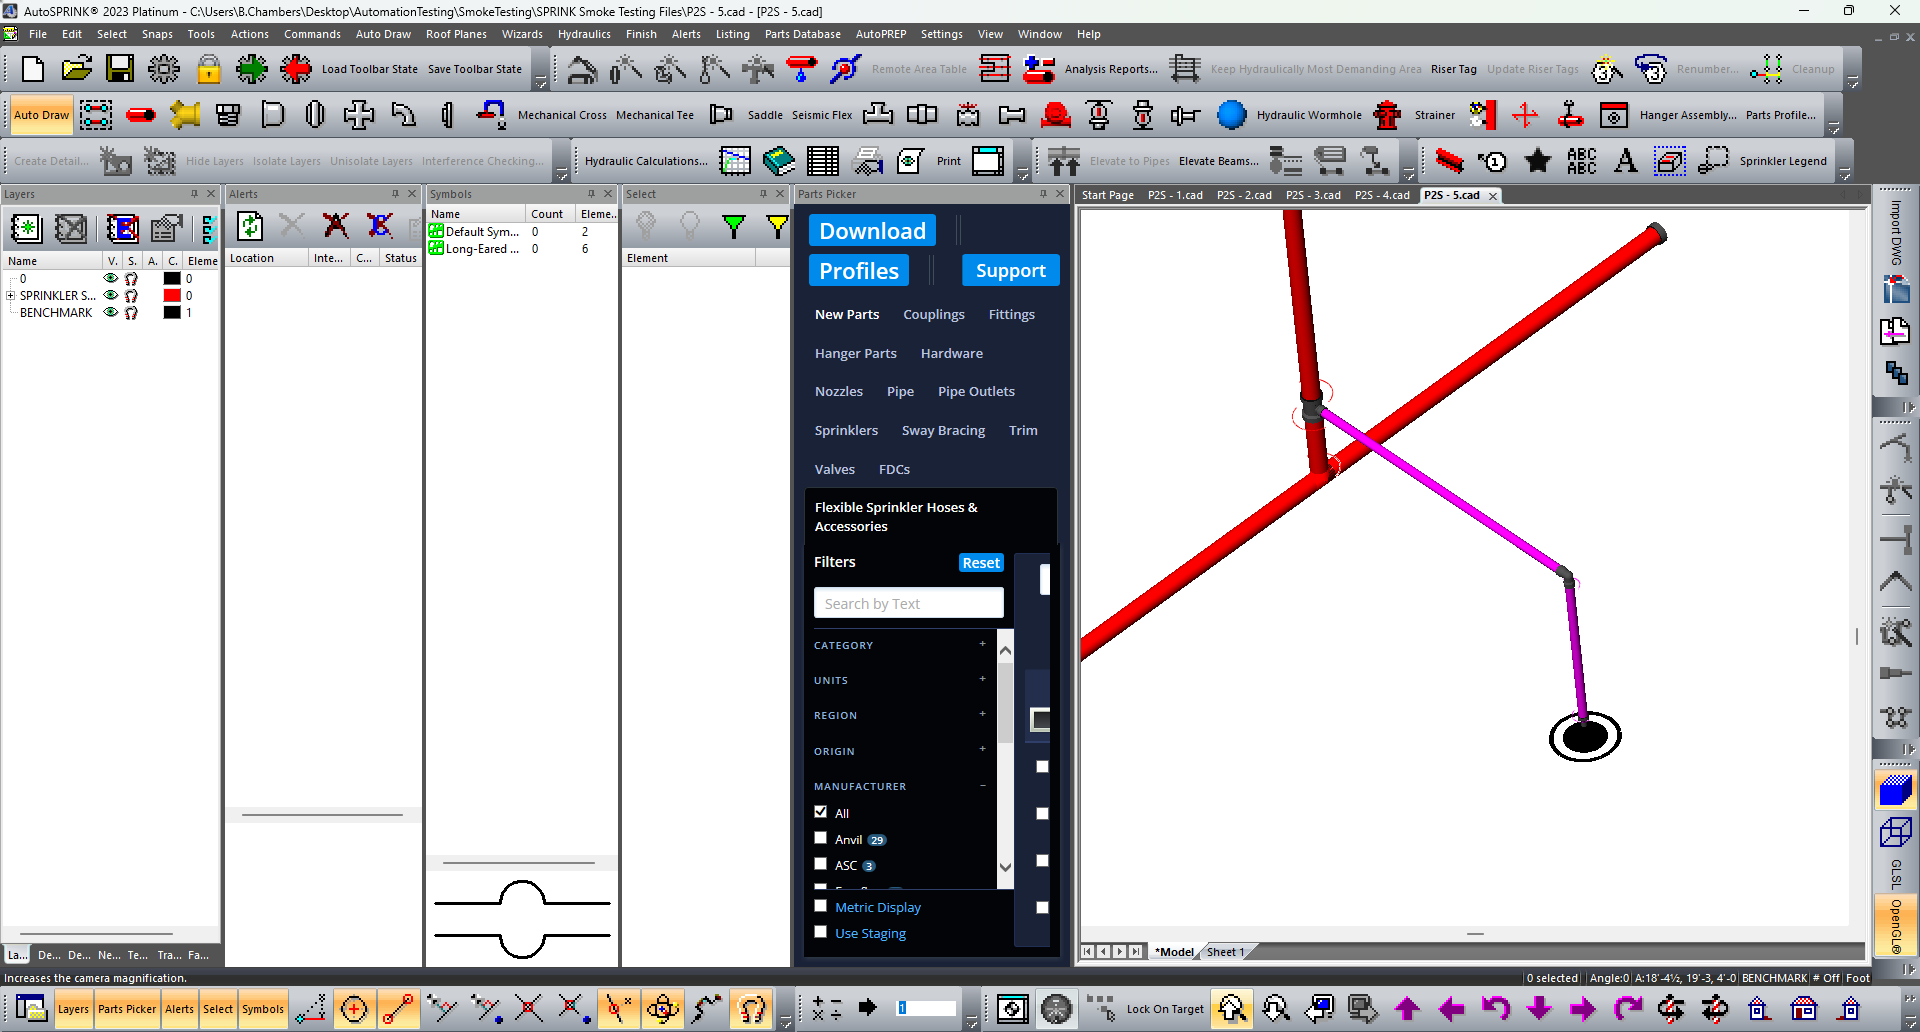 AutoSPRINK® 2023 Platinum - C:\Users\B.Chambers\Desktop\AutomationTesting\SmokeTesting\SPRINK Smoke Testing Files\P2S - 5.cad - [P2S - 5.cad]
File Edit Select Snaps Tools Actions Commands Auto Draw Roof Planes Wizards Hydraulics Finish Alerts Listing Parts Database AutoPREP Settings View Window Help
Load Toolbar State Save Toolbar State Remote Area Table Analysis Reports... Keep Hydraulically Most Demanding Area Riser Tag Update Riser Tags Renumber... Cleanup
Auto Draw Mechanical Cross Mechanical Tee Saddle Seismic Flex Hydraulic Wormhole Strainer Hanger Assembly... Parts Profile...
Create Detail... Hide Layers Isolate Layers Unisolate Layers Interference Checking... Hydraulic Calculations... Print Elevate to Pipes Elevate Beams... ABC ABC A Sprinkler Legend
Layers Alerts Symbols Select Parts Picker
Start Page P2S - 1.cad P2S - 2.cad P2S - 3.cad P2S - 4.cad P2S - 5.cad
Name V. S. A. C. Eleme
0 0
SPRINKLER S... 0
BENCHMARK 1
Location Inte... C... Status
Name Count Eleme...
Default Sym... 0 2
Long-Eared ... 0 6
Element
Download
Profiles Support
New Parts Couplings Fittings
Hanger Parts Hardware
Nozzles Pipe Pipe Outlets
Sprinklers Sway Bracing Trim
Valves FDCs
Flexible Sprinkler Hoses &
Accessories
Filters Reset
Search by Text
CATEGORY +
UNITS +
REGION +
ORIGIN +
MANUFACTURER −
All
Anvil 29
ASC 3
Metric Display
Use Staging
Import DWG
GLSL
OpenGL®
*Model Sheet 1
La... De... De... Ne... Te... Tra... Fa...
Increases the camera magnification.
0 selected Angle:0 A:18'-4½, 19'-3, 4'-0 BENCHMARK # Off Foot
Layers Parts Picker Alerts Select Symbols 1 Lock On Target